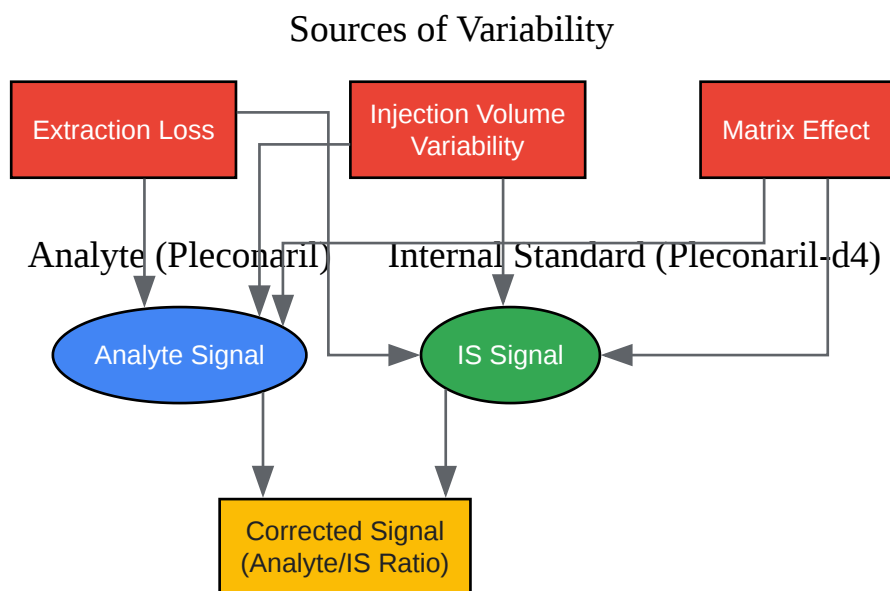 Sources of Variability
Extraction Loss
Injection Volume
Variability
Matrix Effect
Analyte (Pleconaril)
Internal Standard (Pleconaril-d4)
Analyte Signal
IS Signal
Corrected Signal
(Analyte/IS Ratio)